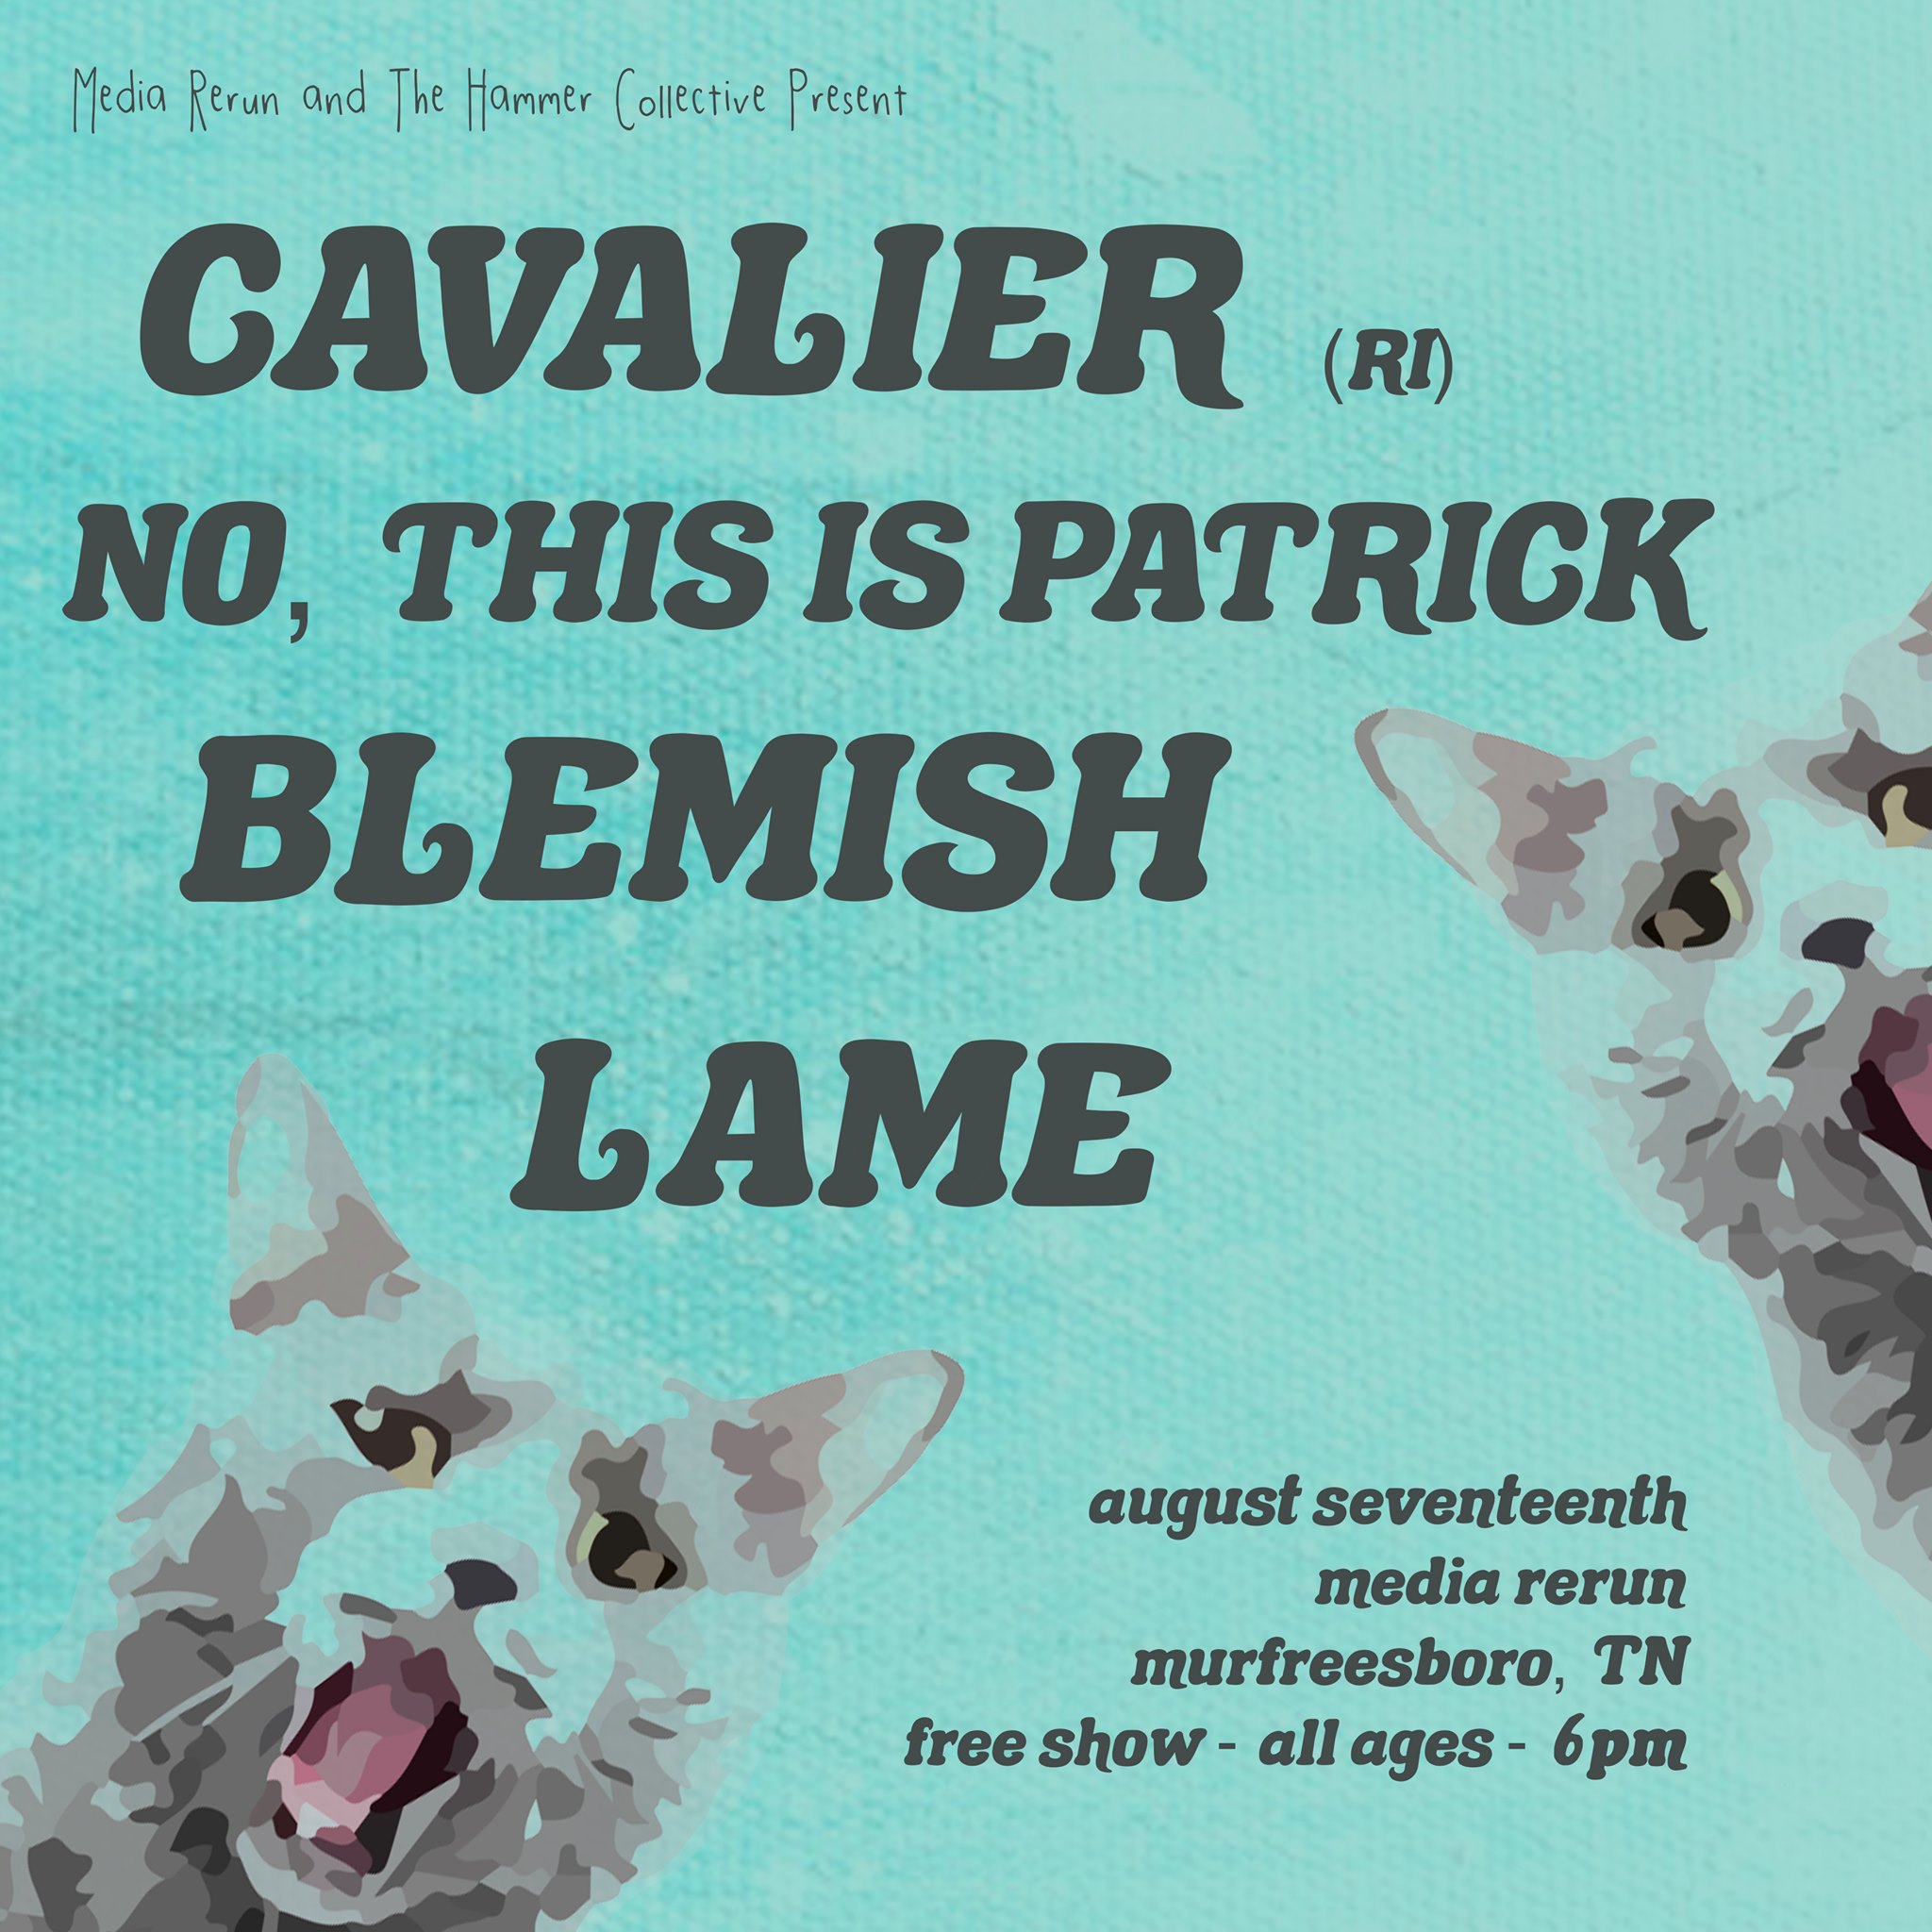 Media Rerun and The Hammer Collective Present
CAVALIER (RI)
NO, THIS IS PATRICK
BLEMISH
LAME
august seventeenth
media rerun
murfreesboro, TN
free show - all ages - 6pm